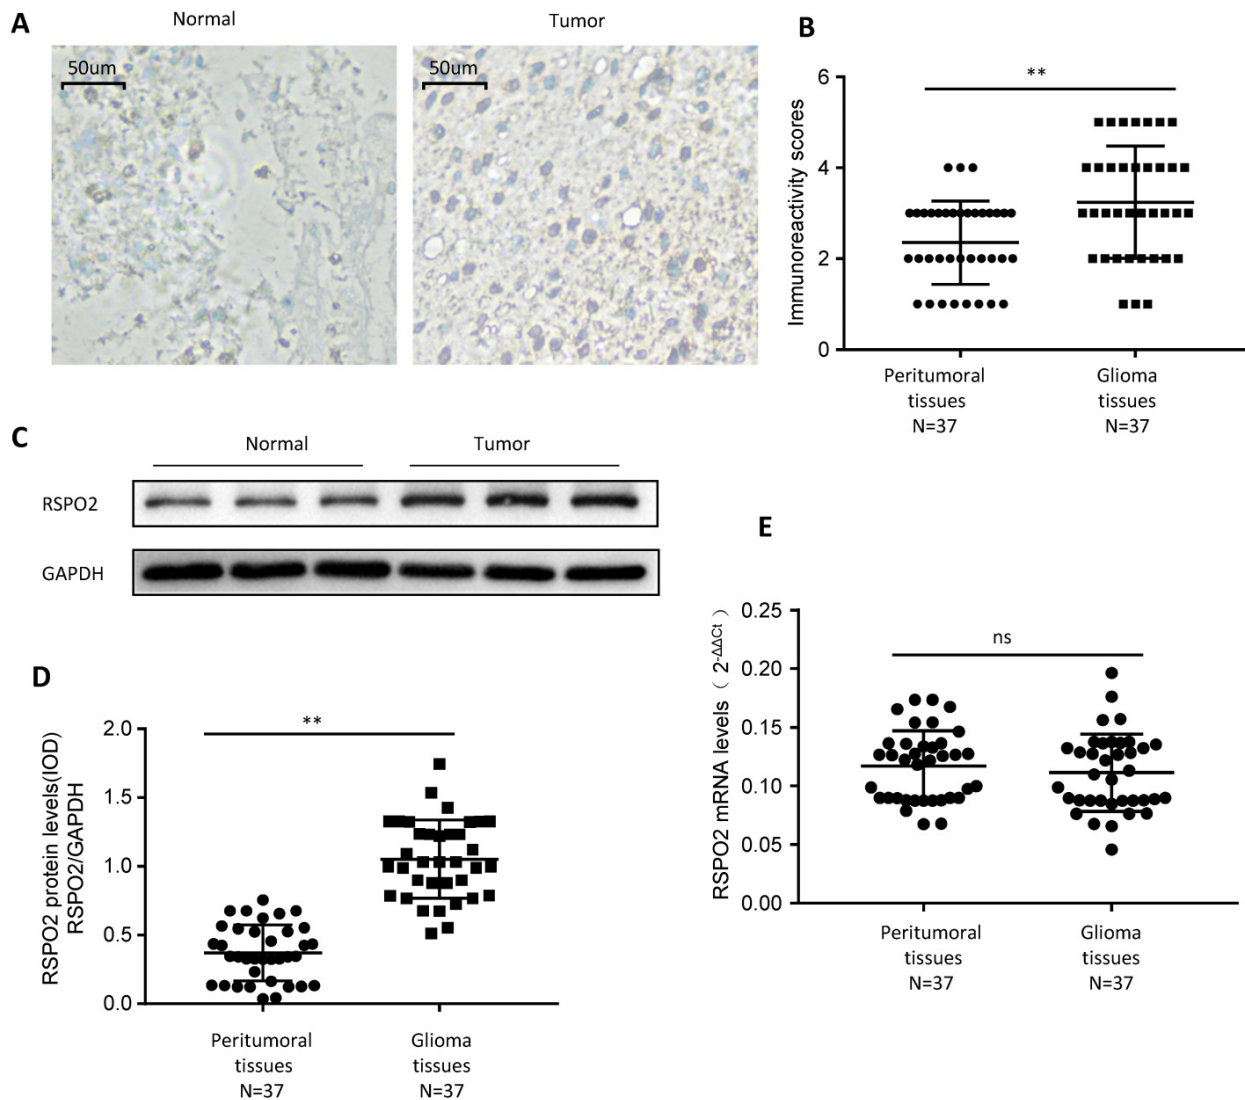 A
Normal
Tumor
50um
50um
B
**
6
4
2
0
Immunoreactivity scores
Peritumoral
tissues
N=37
Glioma
tissues
N=37
C
Normal
Tumor
RSPO2
GAPDH
D
**
2.0
1.5
1.0
0.5
0.0
RSPO2 protein levels(IOD)
RSPO2/GAPDH
Peritumoral
tissues
N=37
Glioma
tissues
N=37
E
ns
0.25
0.20
0.15
0.10
0.05
0.00
RSPO2 mRNA levels（2-ΔΔCt）
Peritumoral
tissues
N=37
Glioma
tissues
N=37